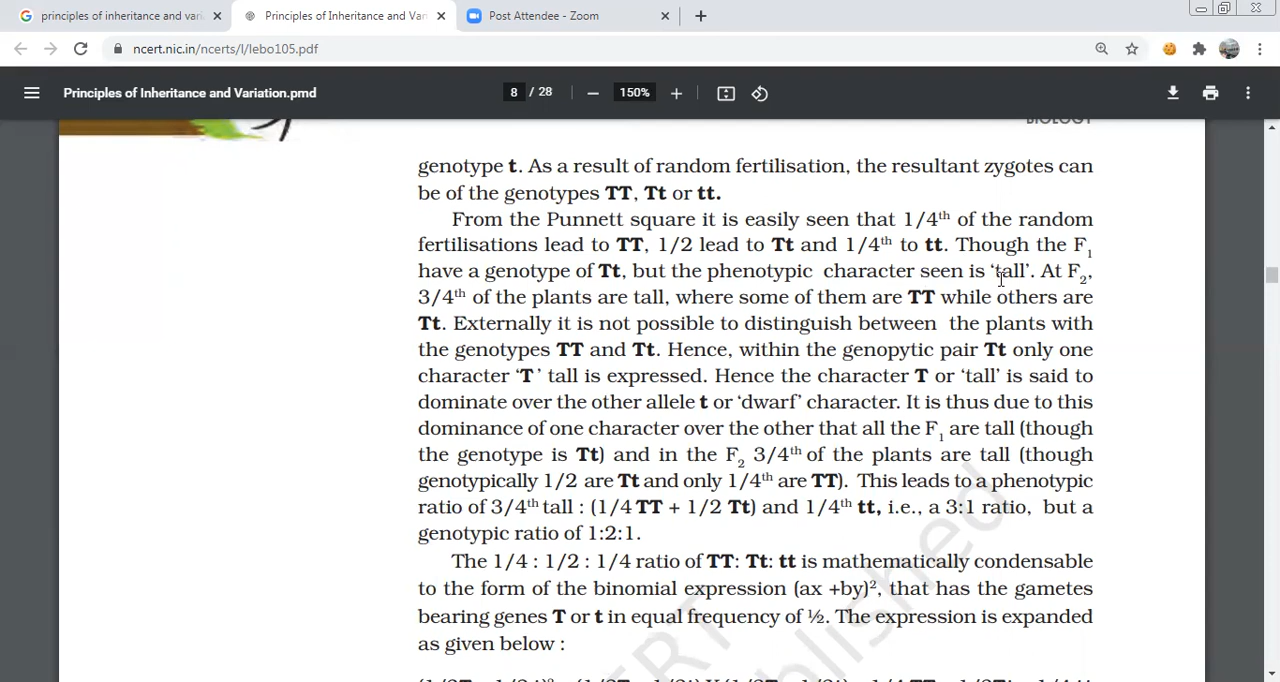 principles of inheritance and vari
Principles of Inheritance and Var
Post Attendee - Zoom
ncert.nic.in/ncerts/l/lebo105.pdf
Principles of Inheritance and Variation.pmd
8 / 28
150%
BIOLOGY
genotype t. As a result of random fertilisation, the resultant zygotes can
be of the genotypes TT, Tt or tt.
From the Punnett square it is easily seen that 1/4th of the random
fertilisations lead to TT, 1/2 lead to Tt and 1/4th to tt. Though the F1
have a genotype of Tt, but the phenotypic character seen is ‘tall’. At F2,
3/4th of the plants are tall, where some of them are TT while others are
Tt. Externally it is not possible to distinguish between the plants with
the genotypes TT and Tt. Hence, within the genopytic pair Tt only one
character ‘T ’ tall is expressed. Hence the character T or ‘tall’ is said to
dominate over the other allele t or ‘dwarf’ character. It is thus due to this
dominance of one character over the other that all the F1 are tall (though
the genotype is Tt) and in the F2 3/4th of the plants are tall (though
genotypically 1/2 are Tt and only 1/4th are TT). This leads to a phenotypic
ratio of 3/4th tall : (1/4 TT + 1/2 Tt) and 1/4th tt, i.e., a 3:1 ratio, but a
genotypic ratio of 1:2:1.
The 1/4 : 1/2 : 1/4 ratio of TT: Tt: tt is mathematically condensable
to the form of the binomial expression (ax +by)2, that has the gametes
bearing genes T or t in equal frequency of ½. The expression is expanded
as given below :